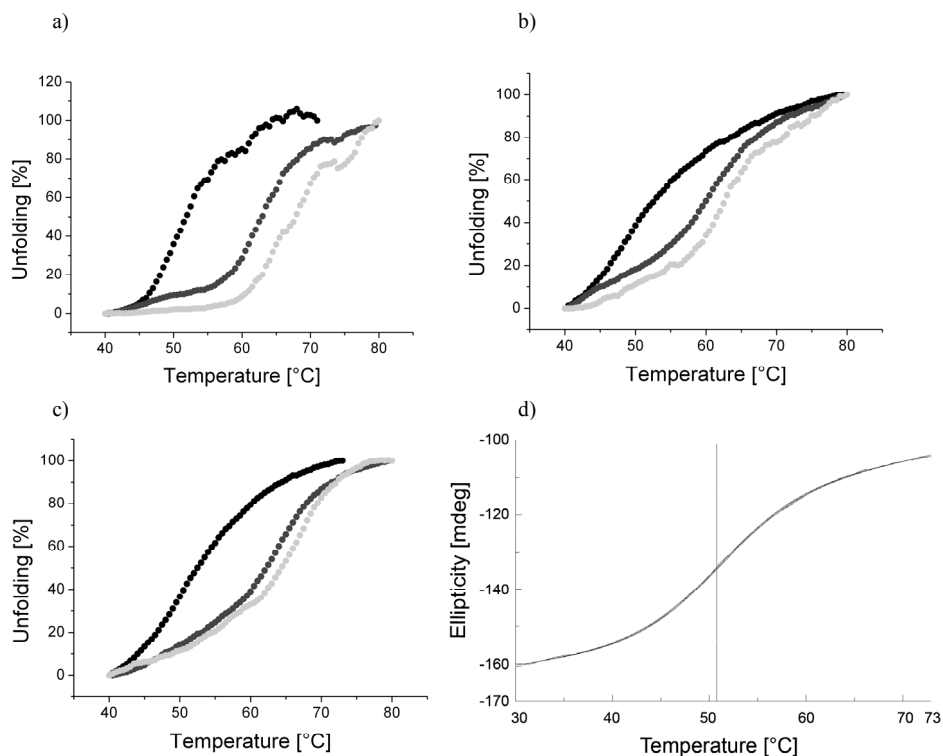 a)
Unfolding [%]
120
100
80
60
40
20
0
40 50 60 70 80
Temperature [°C]
b)
Unfolding [%]
100
80
60
40
20
0
40 50 60 70 80
Temperature [°C]
c)
Unfolding [%]
100
80
60
40
20
0
40 50 60 70 80
Temperature [°C]
d)
Ellipticity [mdeg]
-100
-120
-140
-160
-170
30 40 50 60 70 73
Temperature [°C]